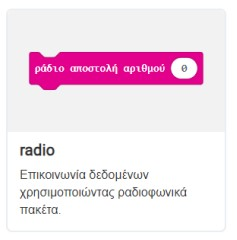 ράδιο αποστολή αριθμού 0
radio
Επικοινωνία δεδομένων
χρησιμοποιώντας ραδιοφωνικά
πακέτα.